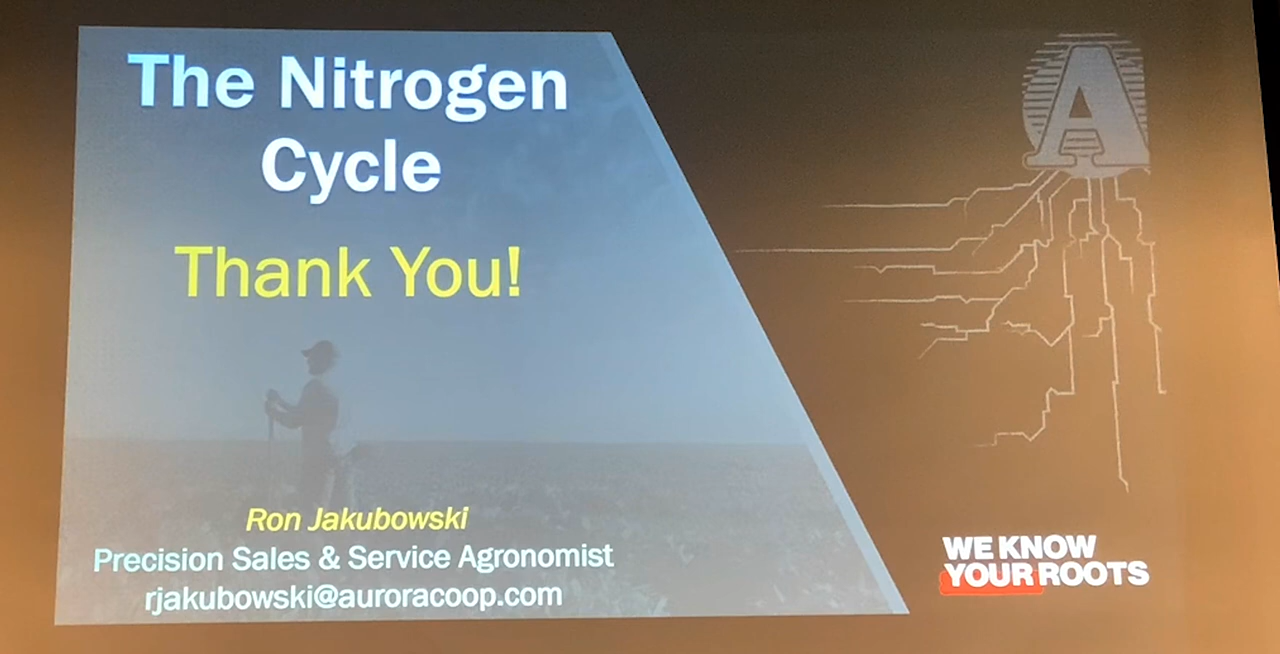 The Nitrogen
Cycle
Thank You!
Ron Jakubowski
Precision Sales & Service Agronomist
rjakubowski@auroracoop.com
A
WE KNOW
YOUR ROOTS